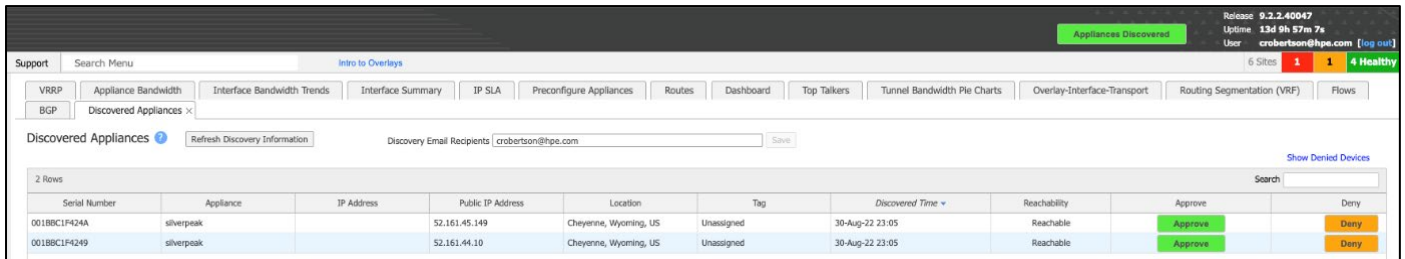 Release 9.2.2.40047
Appliances Discovered
Uptime 13d 9h 57m 7s
User crobertson@hpe.com [log out]
Support Search Menu Intro to Overlays 6 Sites 1 1 4 Healthy
VRRP Appliance Bandwidth Interface Bandwidth Trends Interface Summary IP SLA Preconfigure Appliances Routes Dashboard Top Talkers Tunnel Bandwidth Pie Charts Overlay-Interface-Transport Routing Segmentation (VRF) Flows
BGP Discovered Appliances ×
Discovered Appliances ? Refresh Discovery Information Discovery Email Recipients crobertson@hpe.com Save
Show Denied Devices
2 Rows Search
Serial Number Appliance IP Address Public IP Address Location Tag Discovered Time Reachability Approve Deny
001BBC1F424A silverpeak 52.161.45.149 Cheyenne, Wyoming, US Unassigned 30-Aug-22 23:05 Reachable Approve Deny
001BBC1F4249 silverpeak 52.161.44.10 Cheyenne, Wyoming, US Unassigned 30-Aug-22 23:05 Reachable Approve Deny